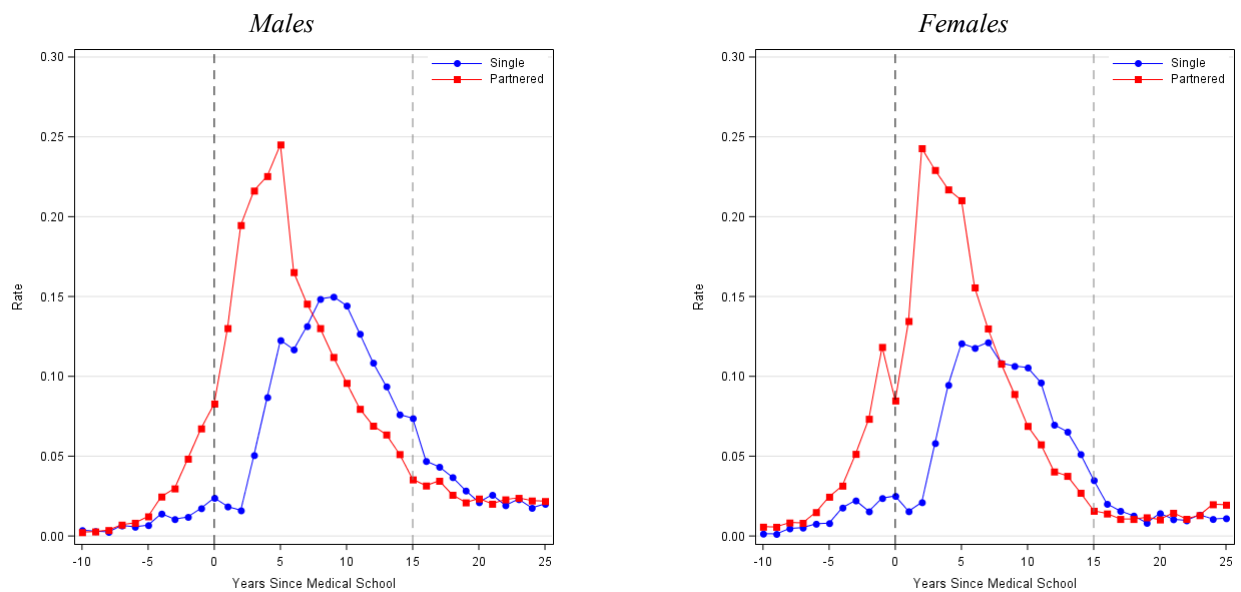 Males
Single
Partnered
0.30
0.25
0.20
0.15
0.10
0.05
0.00
Rate
-10 -5 0 5 10 15 20 25
Years Since Medical School
Females
Single
Partnered
0.30
0.25
0.20
0.15
0.10
0.05
0.00
Rate
-10 -5 0 5 10 15 20 25
Years Since Medical School